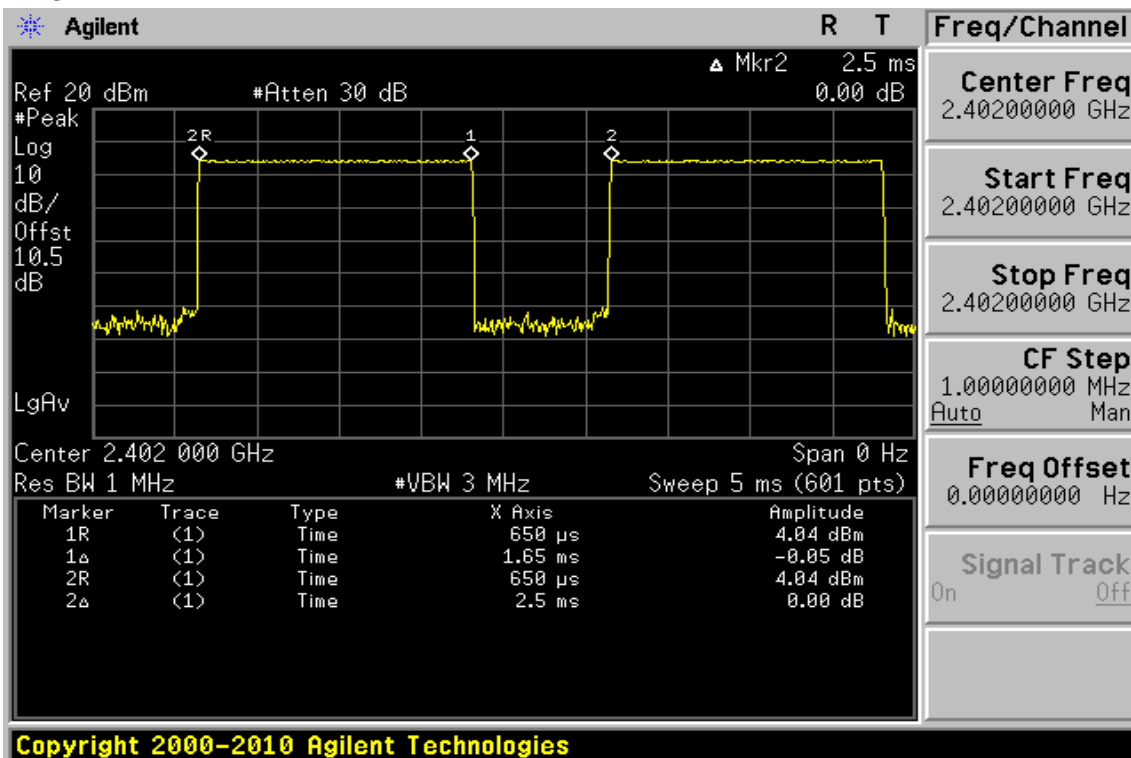 Agilent R T
Freq/Channel
Δ Mkr2 2.5 ms
Ref 20 dBm #Atten 30 dB 0.00 dB
#Peak
Log
10
dB/
Offst
10.5
dB
LgAv
2R 1 2
Center 2.402 000 GHz Span 0 Hz
Res BW 1 MHz #VBW 3 MHz Sweep 5 ms (601 pts)
Marker Trace Type X Axis Amplitude
1R (1) Time 650 µs 4.04 dBm
1Δ (1) Time 1.65 ms -0.05 dB
2R (1) Time 650 µs 4.04 dBm
2Δ (1) Time 2.5 ms 0.00 dB
Center Freq
2.40200000 GHz
Start Freq
2.40200000 GHz
Stop Freq
2.40200000 GHz
CF Step
1.00000000 MHz
Auto Man
Freq Offset
0.00000000 Hz
Signal Track
On Off
Copyright 2000-2010 Agilent Technologies